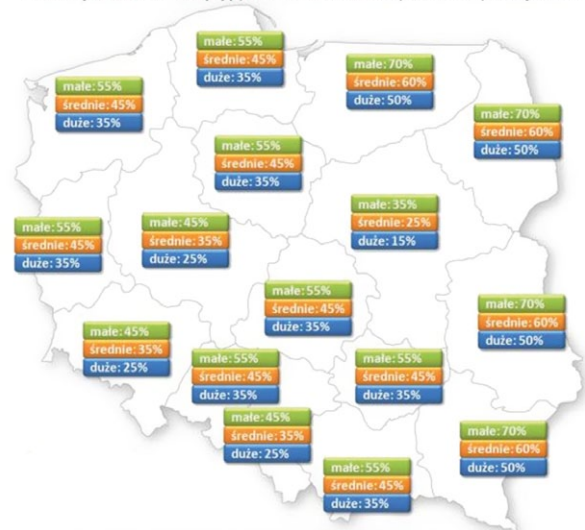 małe: 55%
średnie: 45%
duże: 35%
małe: 70%
średnie: 60%
duże: 50%
małe: 55%
średnie: 45%
duże: 35%
małe: 70%
średnie: 60%
duże: 50%
małe: 55%
średnie: 45%
duże: 35%
małe: 35%
średnie: 25%
duże: 15%
małe: 45%
średnie: 35%
duże: 25%
małe: 55%
średnie: 45%
duże: 35%
małe: 55%
średnie: 45%
duże: 35%
małe: 70%
średnie: 60%
duże: 50%
małe: 45%
średnie: 35%
duże: 25%
małe: 55%
średnie: 45%
duże: 35%
małe: 55%
średnie: 45%
duże: 35%
małe: 45%
średnie: 35%
duże: 25%
małe: 70%
średnie: 60%
duże: 50%
małe: 55%
średnie: 45%
duże: 35%